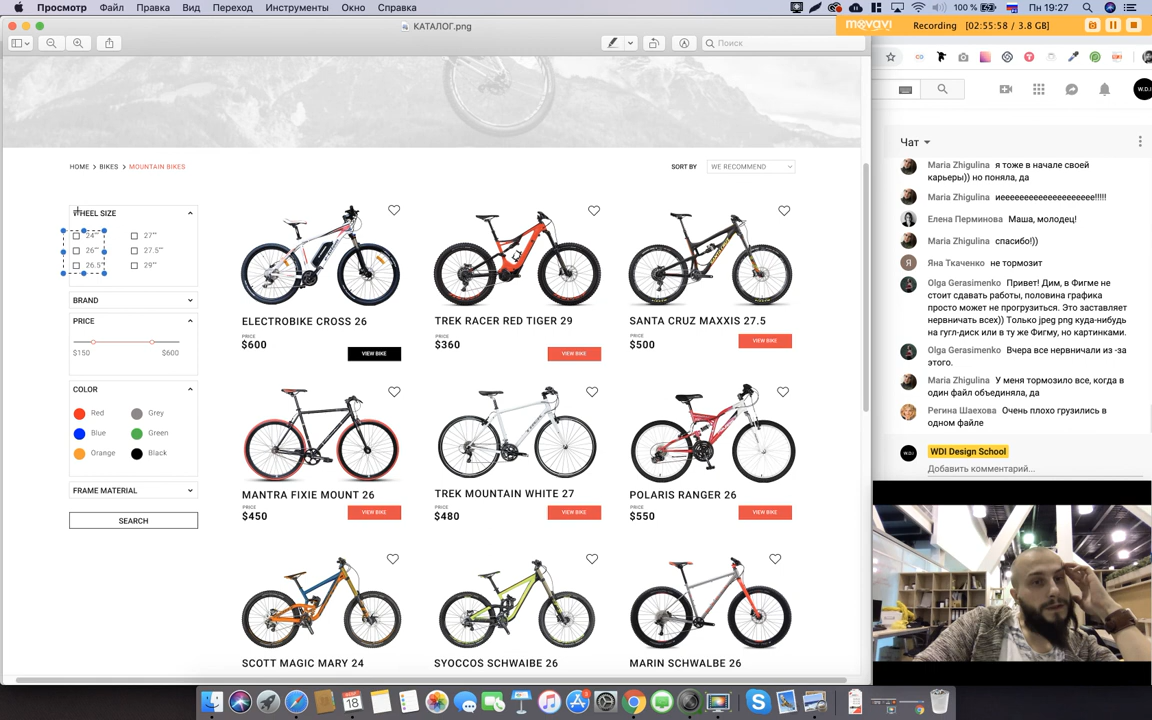 Просмотр Файл Правка Вид Переход Инструменты Окно Справка
100 % Пн 19:27
КАТАЛОГ.png
movavi
Recording [02:55:58 / 3.8 GB]
Поиск
HOME > BIKES > MOUNTAIN BIKES
SORT BY WE RECOMMEND
WHEEL SIZE
24"" 27""
26"" 27.5""
26.5"" 29""
BRAND
PRICE
$150 $600
COLOR
Red Grey
Blue Green
Orange Black
FRAME MATERIAL
SEARCH
ELECTROBIKE CROSS 26
PRICE
$600
VIEW BIKE
TREK RACER RED TIGER 29
PRICE
$360
VIEW BIKE
SANTA CRUZ MAXXIS 27.5
PRICE
$500
VIEW BIKE
MANTRA FIXIE MOUNT 26
PRICE
$450
VIEW BIKE
TREK MOUNTAIN WHITE 27
PRICE
$480
VIEW BIKE
POLARIS RANGER 26
PRICE
$550
VIEW BIKE
SCOTT MAGIC MARY 24
SYOCCOS SCHWAIBE 26
MARIN SCHWALBE 26
W.D.I
Чат
Maria Zhigulina я тоже в начале своей
карьеры)) но поняла, да
Maria Zhigulina иееееееееееееееееееее!!!!!
Елена Перминова Маша, молодец!
Maria Zhigulina спасибо!))
Я
Яна Ткаченко не тормозит
Olga Gerasimenko Привет! Дим, в Фигме не
стоит сдавать работы, половина графика
просто может не прогрузиться. Это заставляет
нервничать всех)) Только jpeg png куда-нибудь
на гугл-диск или в ту же Фигму, но картинками.
Olga Gerasimenko Вчера все нервничали из -за
этого.
Maria Zhigulina У меня тормозило все, когда в
один файл объединяла, да
Регина Шаехова Очень плохо грузились в
одном файле
WDI Design School
Добавить комментарий...
18